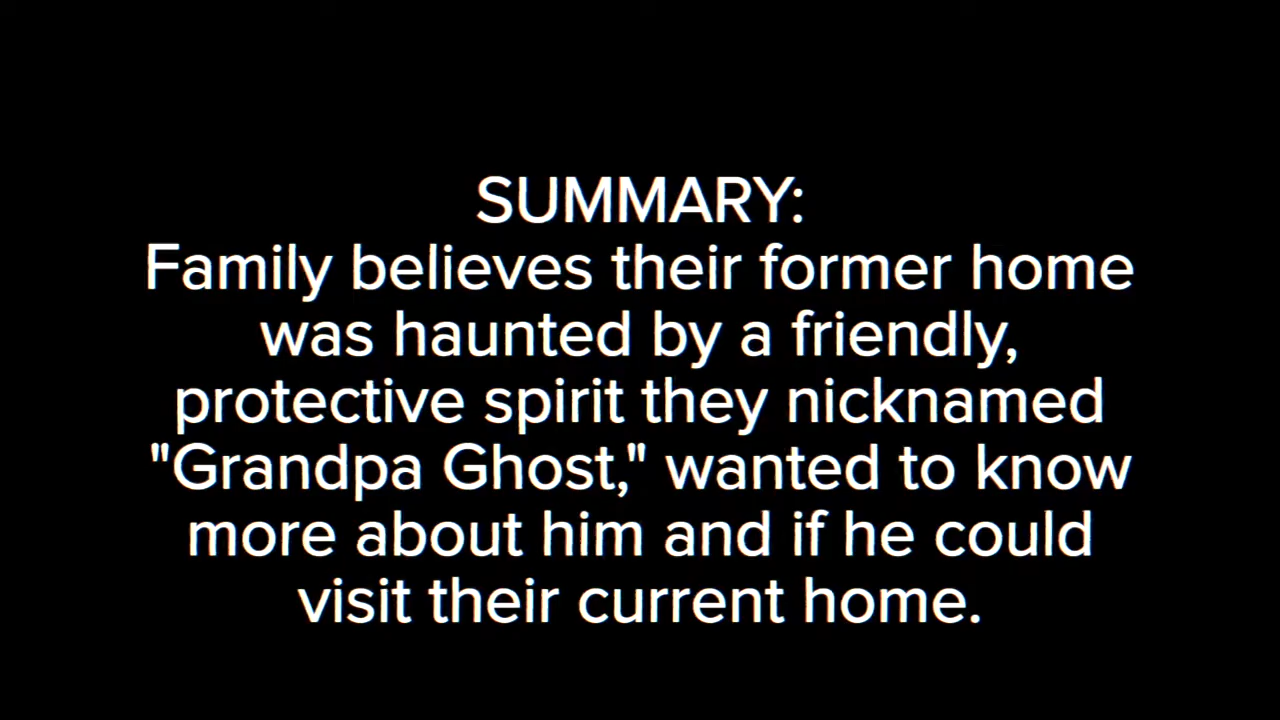 SUMMARY:
Family believes their former home
was haunted by a friendly,
protective spirit they nicknamed
"Grandpa Ghost," wanted to know
more about him and if he could
visit their current home.